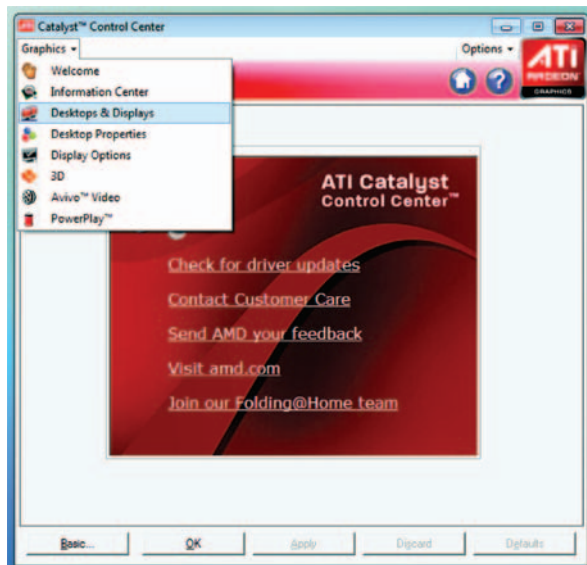 Catalyst™ Control Center
Graphics
Options
Welcome
Information Center
Desktops & Displays
Desktop Properties
Display Options
3D
Avivo™ Video
PowerPlay™
ATI
RADEON
GRAPHICS
ATI Catalyst
Control Center™
Check for driver updates
Contact Customer Care
Send AMD your feedback
Visit amd.com
Join our Folding@Home team
Basic...
OK
Apply
Discard
Defaults